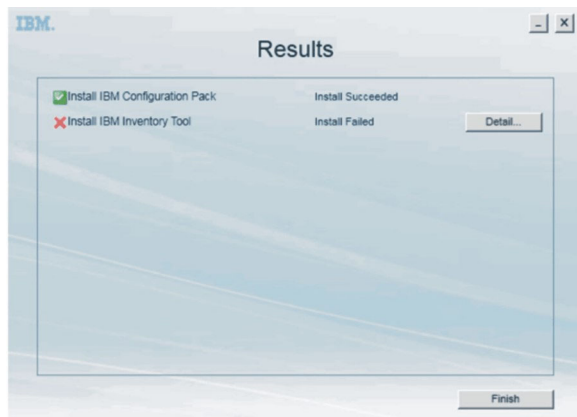 IBM.
Results
Install IBM Configuration Pack Install Succeeded
Install IBM Inventory Tool Install Failed Detail...
Finish